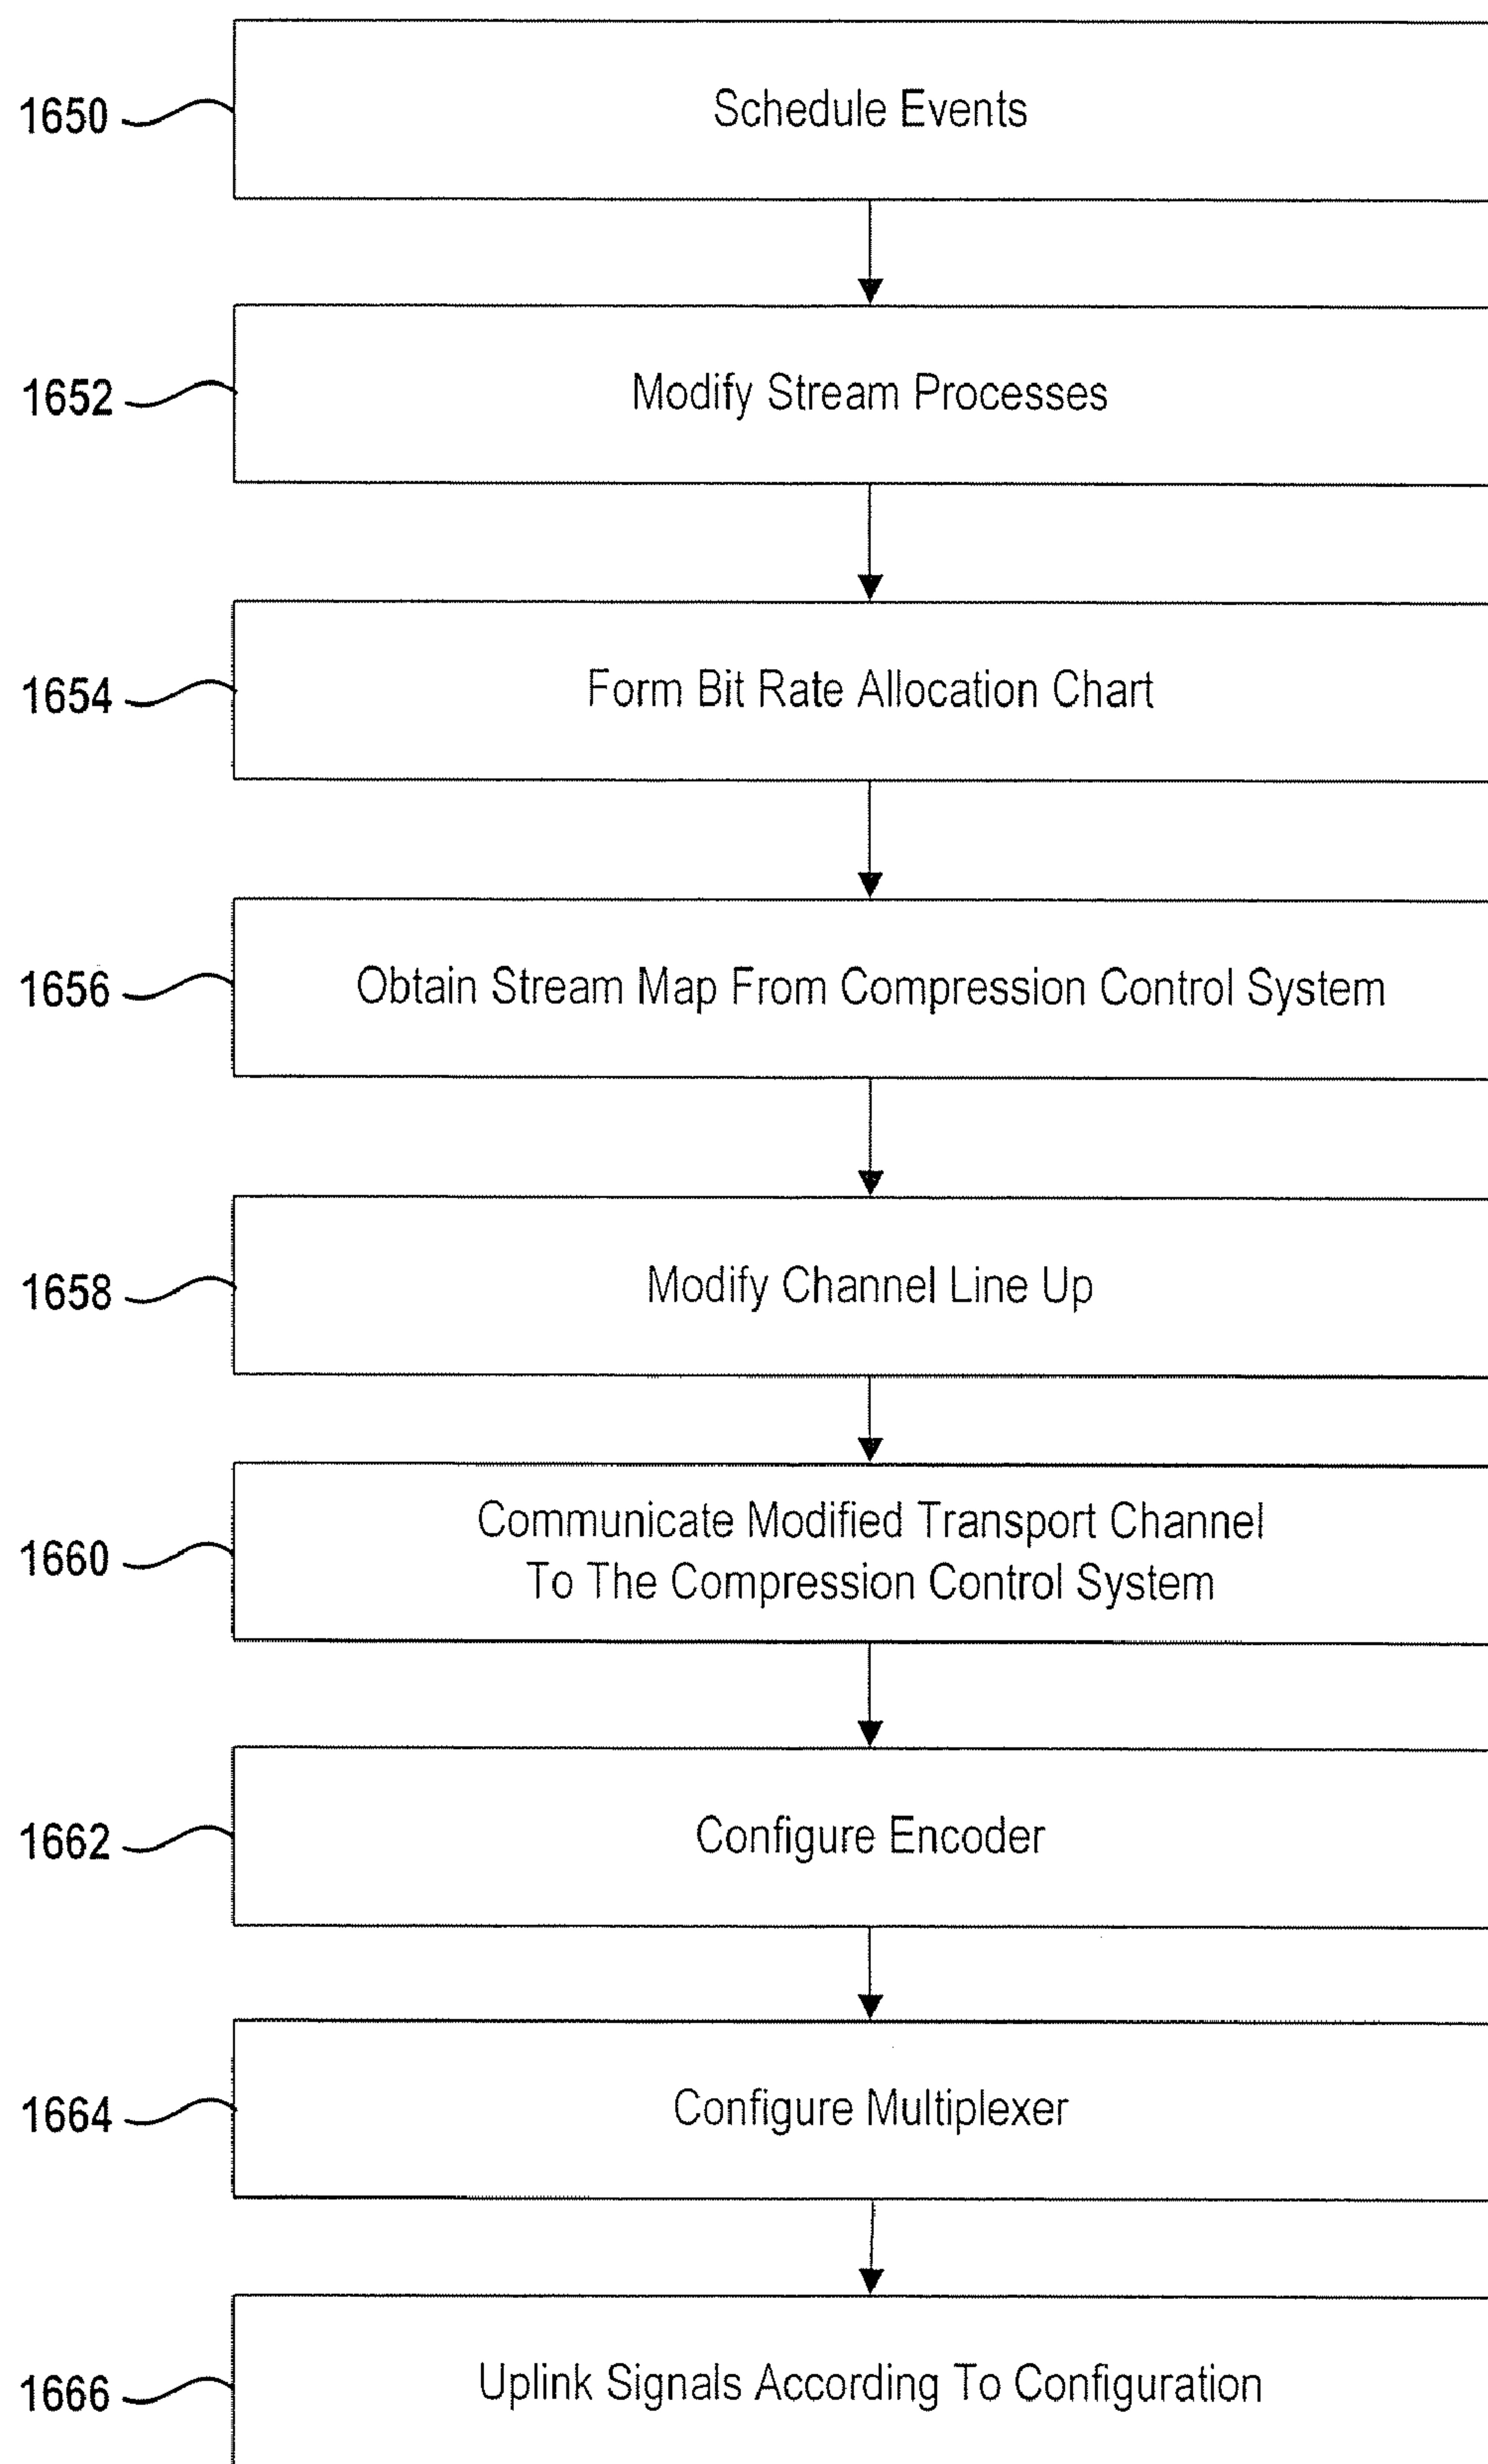 1650
Schedule Events
1652
Modify Stream Processes
1654
Form Bit Rate Allocation Chart
1656
Obtain Stream Map From Compression Control System
1658
Modify Channel Line Up
1660
Communicate Modified Transport Channel
To The Compression Control System
1662
Configure Encoder
1664
Configure Multiplexer
1666
Uplink Signals According To Configuration